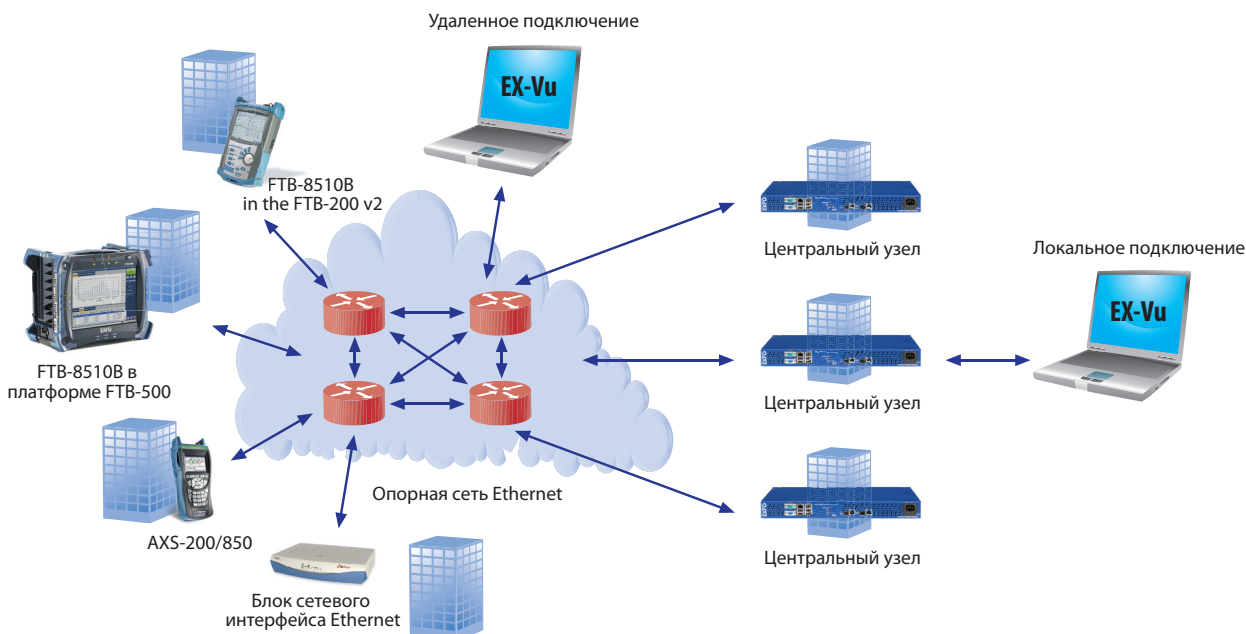 Удаленное подключение
EX-Vu
FTB-8510B
in the FTB-200 v2
Центральный узел
Локальное подключение
EX-Vu
FTB-8510B в
платформе FTB-500
EXFO
Центральный узел
AXS-200/850
Опорная сеть Ethernet
Центральный узел
Блок сетевого
интерфейса Ethernet